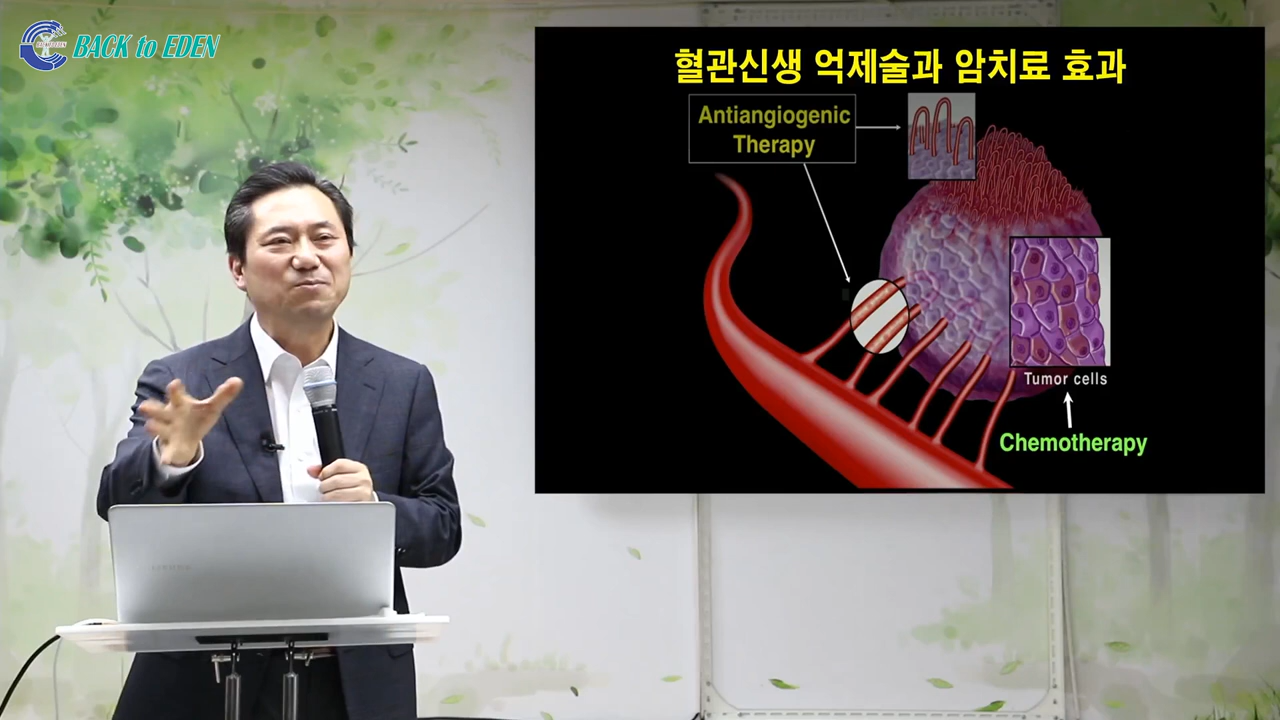 BACK to EDEN
혈관신생 억제술과 암치료 효과
Antiangiogenic
Therapy
Tumor cells
Chemotherapy